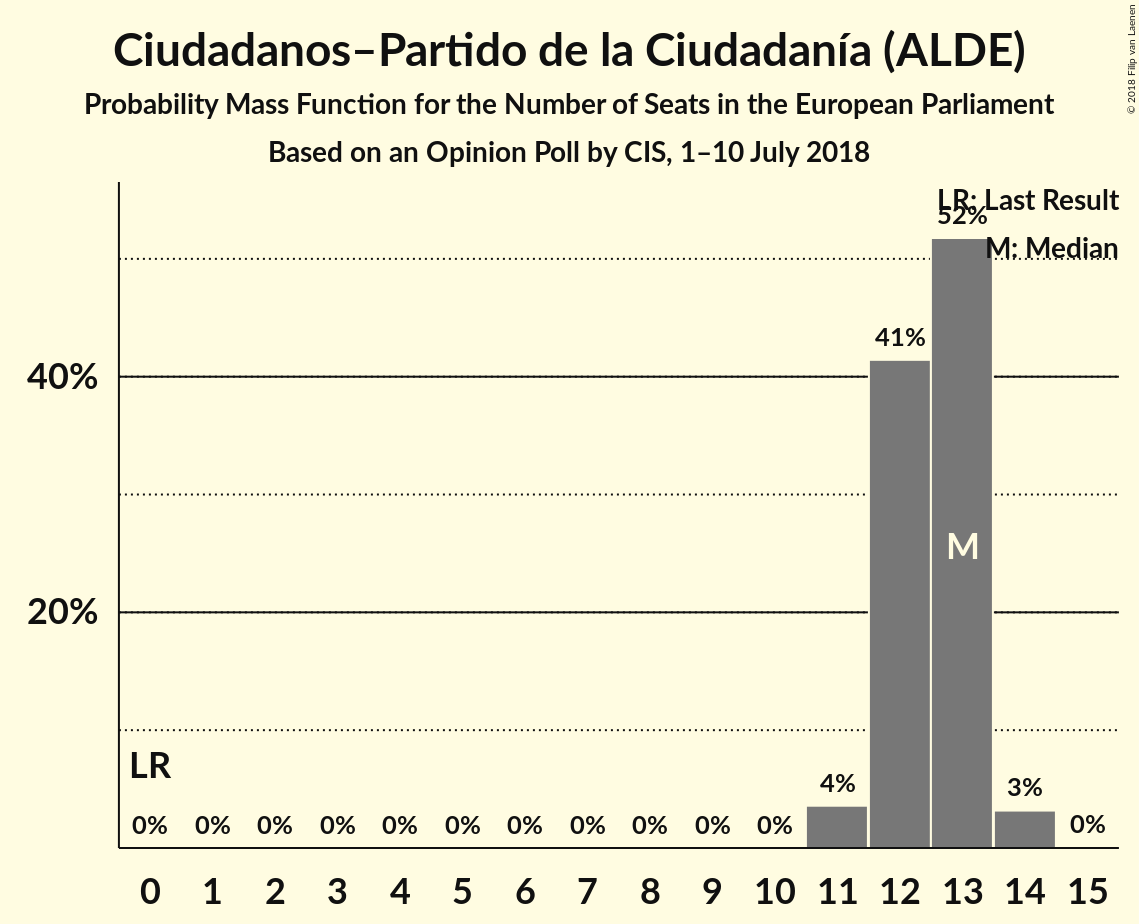 Ciudadanos–Partido de la Ciudadanía (ALDE)
Probability Mass Function for the Number of Seats in the European Parliament
Based on an Opinion Poll by CIS, 1–10 July 2018
© 2018 Filip van Laenen
LR: Last Result
52%
M: Median
41%
40%
M
20%
LR
4%
3%
0% 0% 0% 0% 0% 0% 0% 0% 0% 0% 0% 0%
0 1 2 3 4 5 6 7 8 9 10 11 12 13 14 15